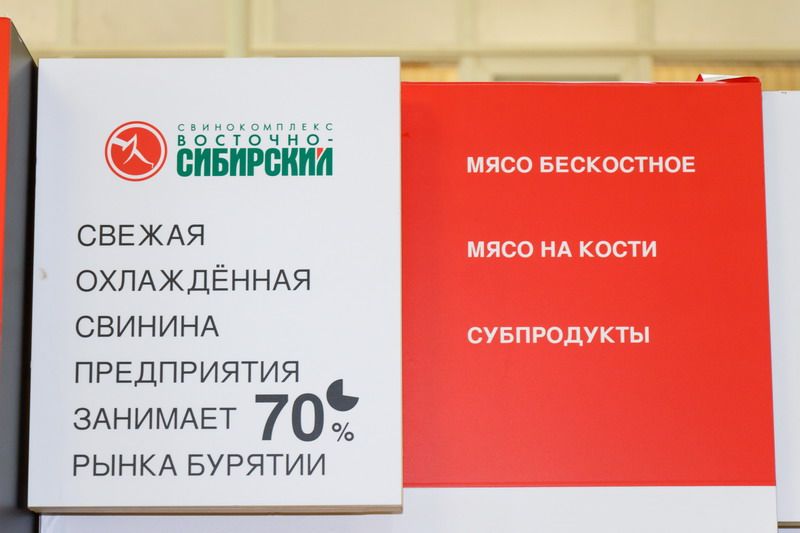 СВИНОКОМПЛЕКС
ВОСТОЧНО-
СИБИРСКИЙ
СВЕЖАЯ
ОХЛАЖДЁННАЯ
СВИНИНА
ПРЕДПРИЯТИЯ
ЗАНИМАЕТ 70%
РЫНКА БУРЯТИИ
МЯСО БЕСКОСТНОЕ
МЯСО НА КОСТИ
СУБПРОДУКТЫ